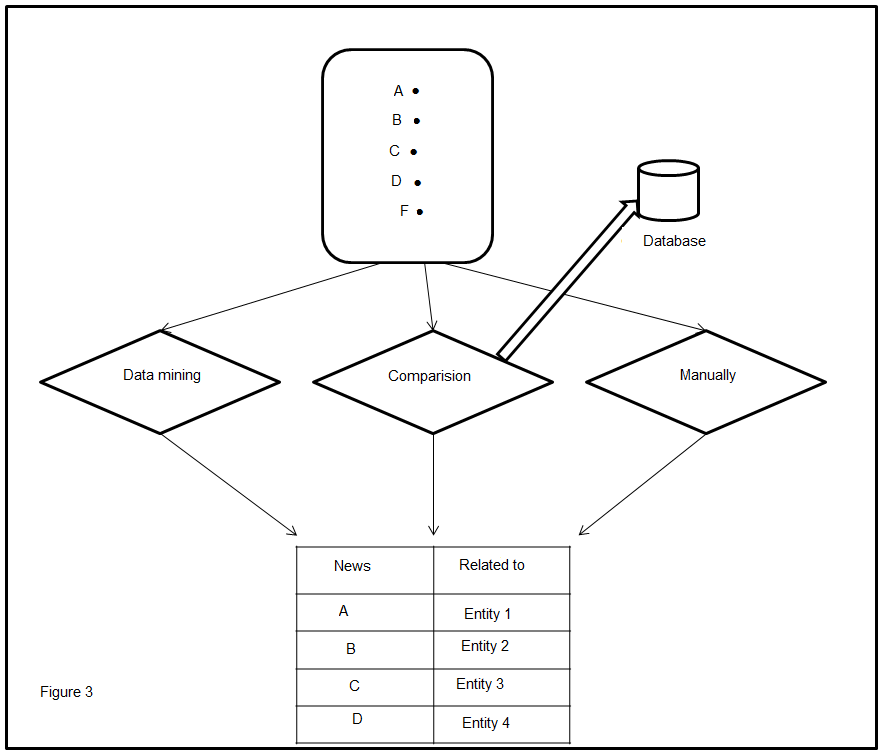 A
B
C
D
F
Database
Data mining
Comparision
Manually
News Related to
A Entity 1
B Entity 2
C Entity 3
D Entity 4
Figure 3